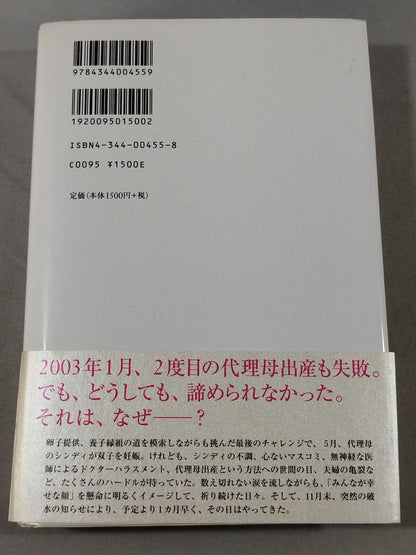 9784344004559
1920095015002
ISBN4-344-00455-8
C0095 ¥1500E
定価(本体1500円+税)
2003年1月、2度目の代理母出産も失敗。
でも、どうしても、諦められなかった。
それは、なぜ――?
卵子提供、養子縁組の道を模索しながらも挑んだ最後のチャレンジで、5月、代理母
のシンディが双子を妊娠。けれども、シンディの不調、心ないマスコミ、無神経な医
師によるドクターハラスメント、代理母出産という方法への世間の目、夫婦の亀裂な
ど、たくさんのハードルが待っていた。数え切れない涙を流しながらも、「みんなが幸
せな顔」を懸命に明るくイメージして、祈り続けた日々。そして、11月末、突然の破
水の知らせにより、予定より1カ月早く、その日はやってきた。